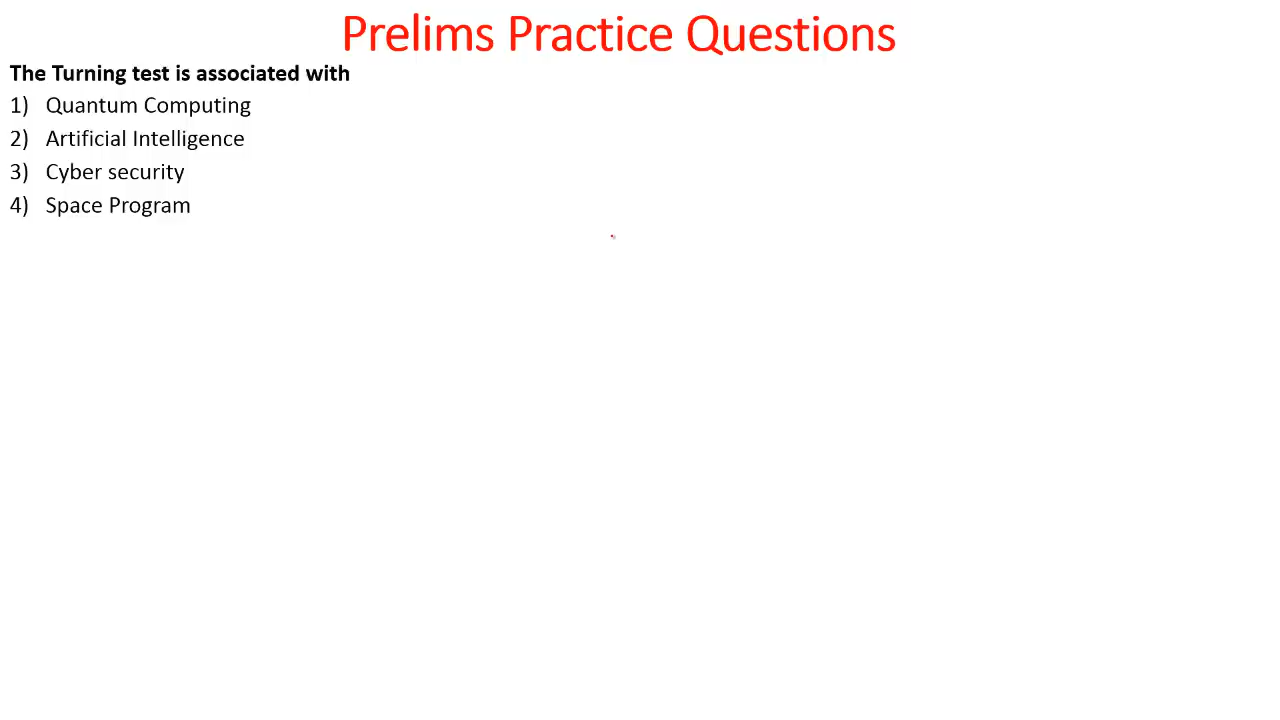 Prelims Practice Questions
The Turning test is associated with
1) Quantum Computing
2) Artificial Intelligence
3) Cyber security
4) Space Program